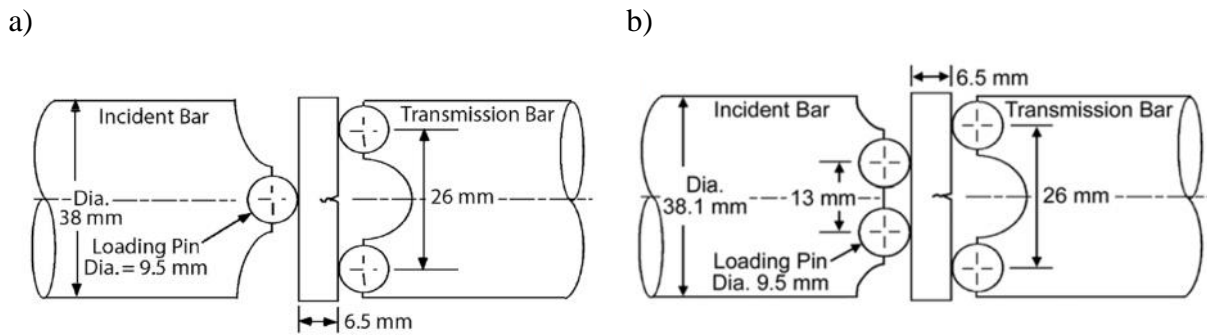 a)
Incident Bar
Transmission Bar
Dia.
38 mm
26 mm
Loading Pin
Dia. = 9.5 mm
6.5 mm
b)
6.5 mm
Incident Bar
Transmission Bar
Dia.
38.1 mm
13 mm
26 mm
Loading Pin
Dia. 9.5 mm